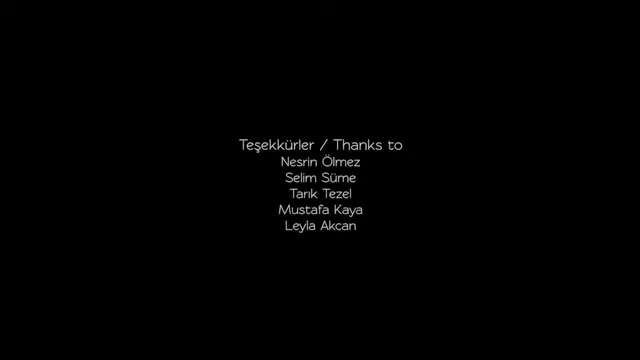 Teşekkürler / Thanks to
Nesrin Ölmez
Selim Süme
Tarık Tezel
Mustafa Kaya
Leyla Akcan